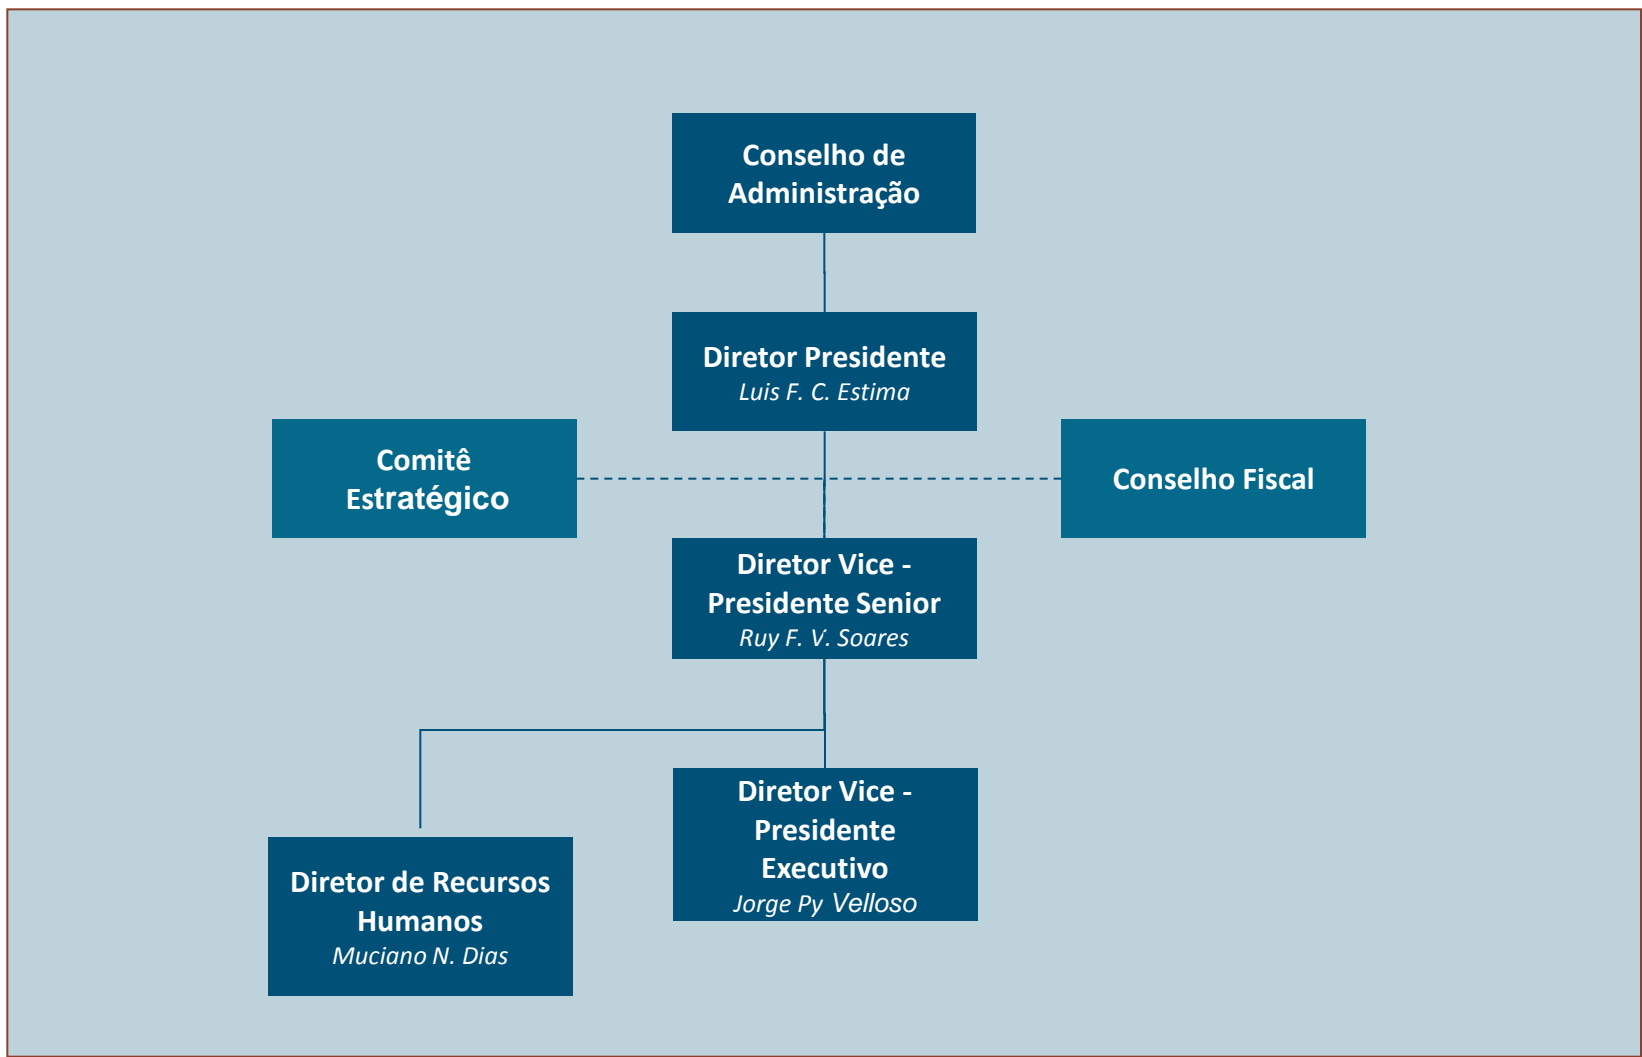 Conselho de
Administração
Diretor Presidente
Luis F. C. Estima
Comitê
Estratégico
Conselho Fiscal
Diretor Vice -
Presidente Senior
Ruy F. V. Soares
Diretor Vice -
Presidente
Executivo
Jorge Py Velloso
Diretor de Recursos
Humanos
Muciano N. Dias